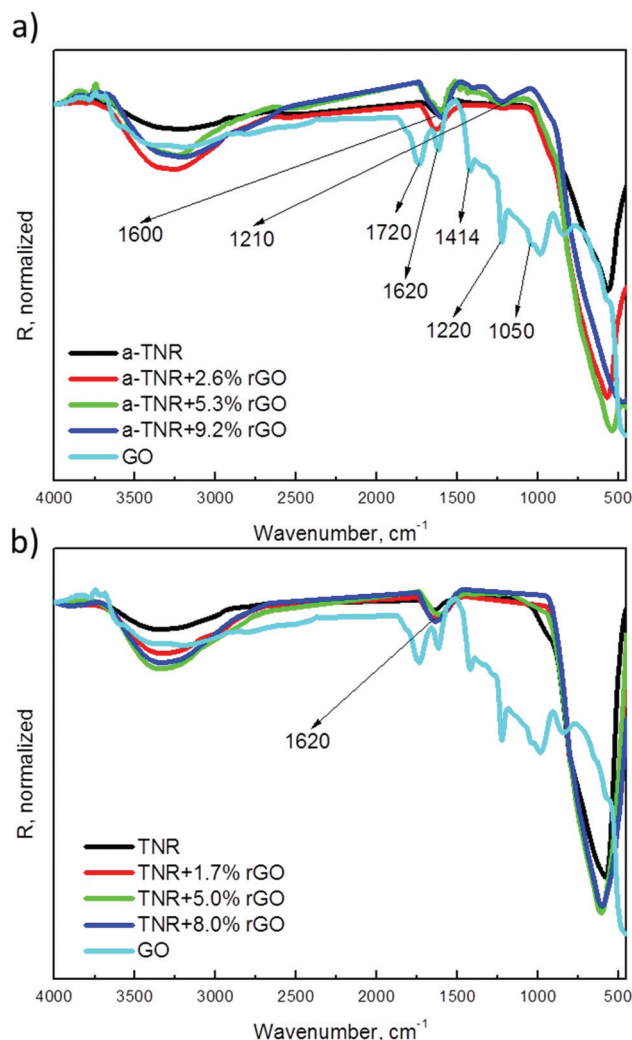 a)
R, normalized
1600
1210
1720
1620
1414
1220
1050
a-TNR
a-TNR+2.6% rGO
a-TNR+5.3% rGO
a-TNR+9.2% rGO
GO
4000 3500 3000 2500 2000 1500 1000 500
Wavenumber, cm⁻¹
b)
R, normalized
1620
TNR
TNR+1.7% rGO
TNR+5.0% rGO
TNR+8.0% rGO
GO
4000 3500 3000 2500 2000 1500 1000 500
Wavenumber, cm⁻¹